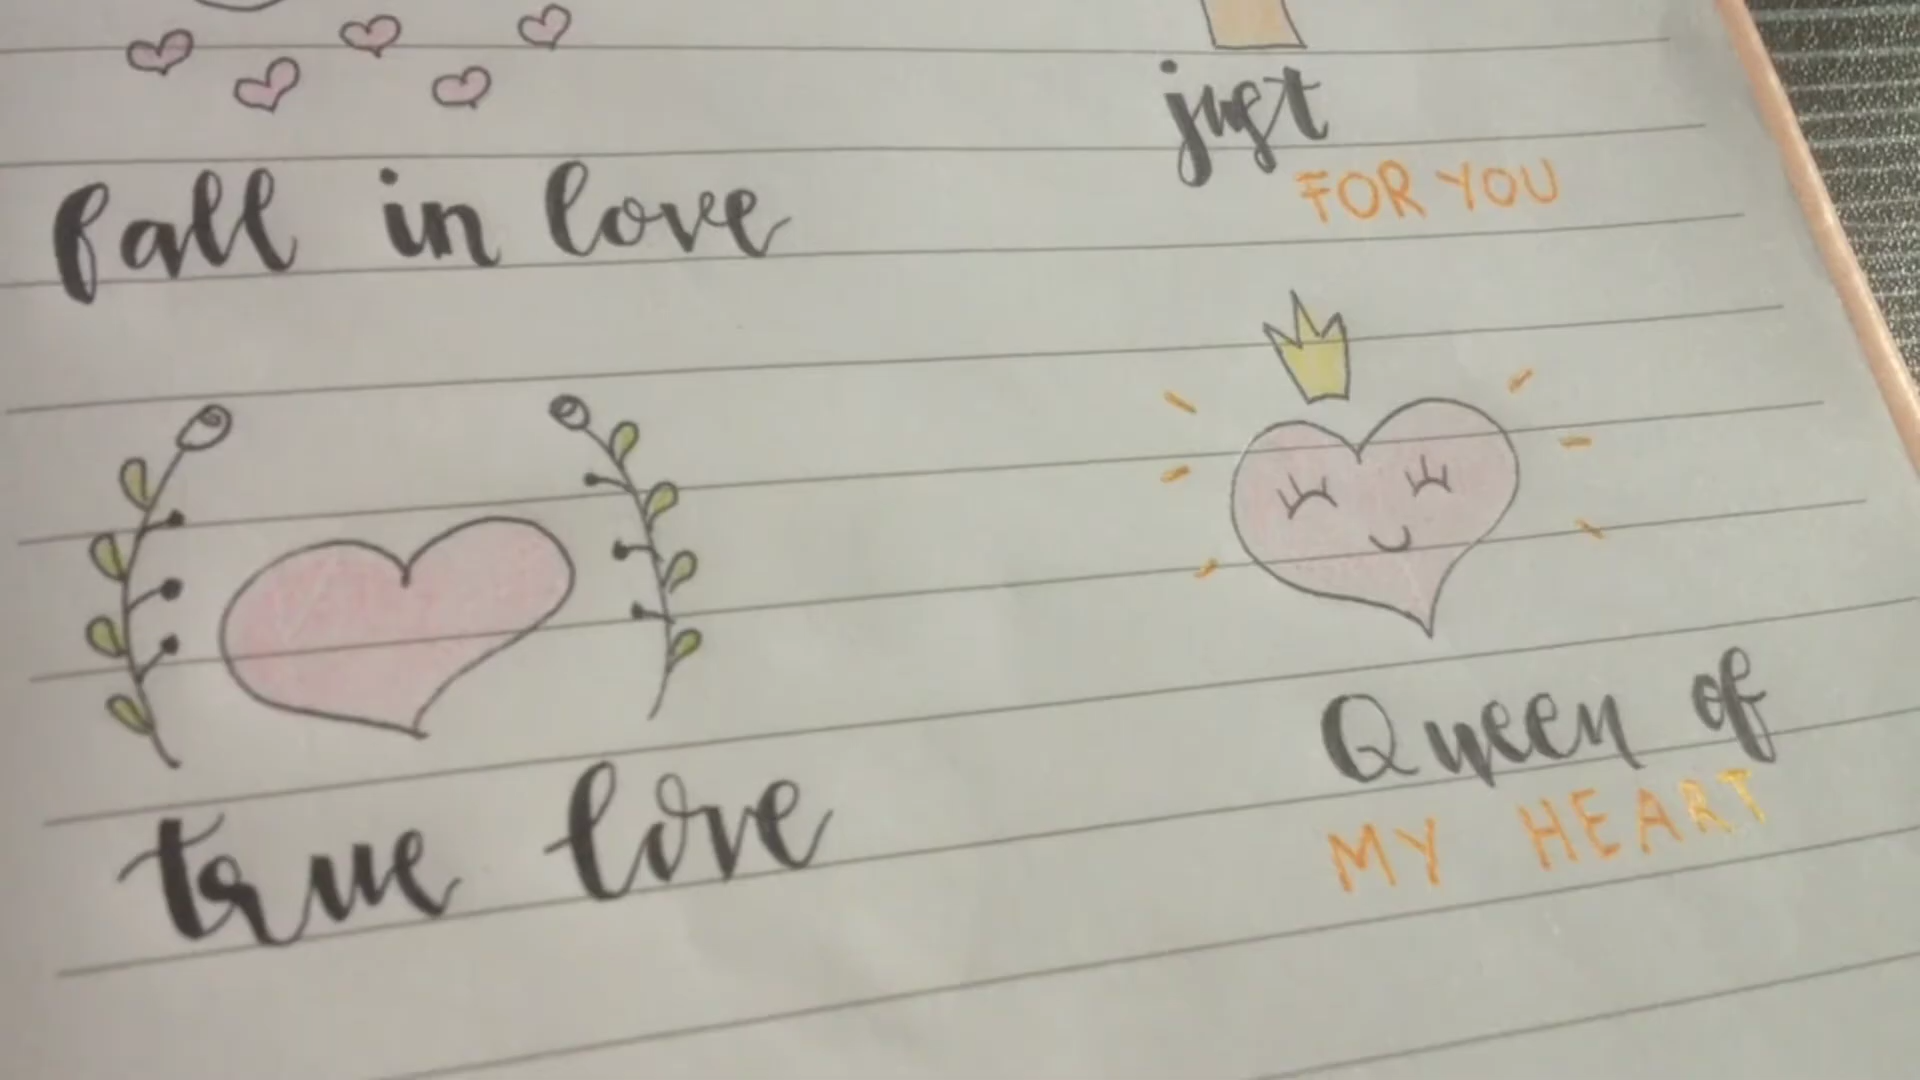 fall in love
just
FOR YOU
true love
Queen of
MY HEART